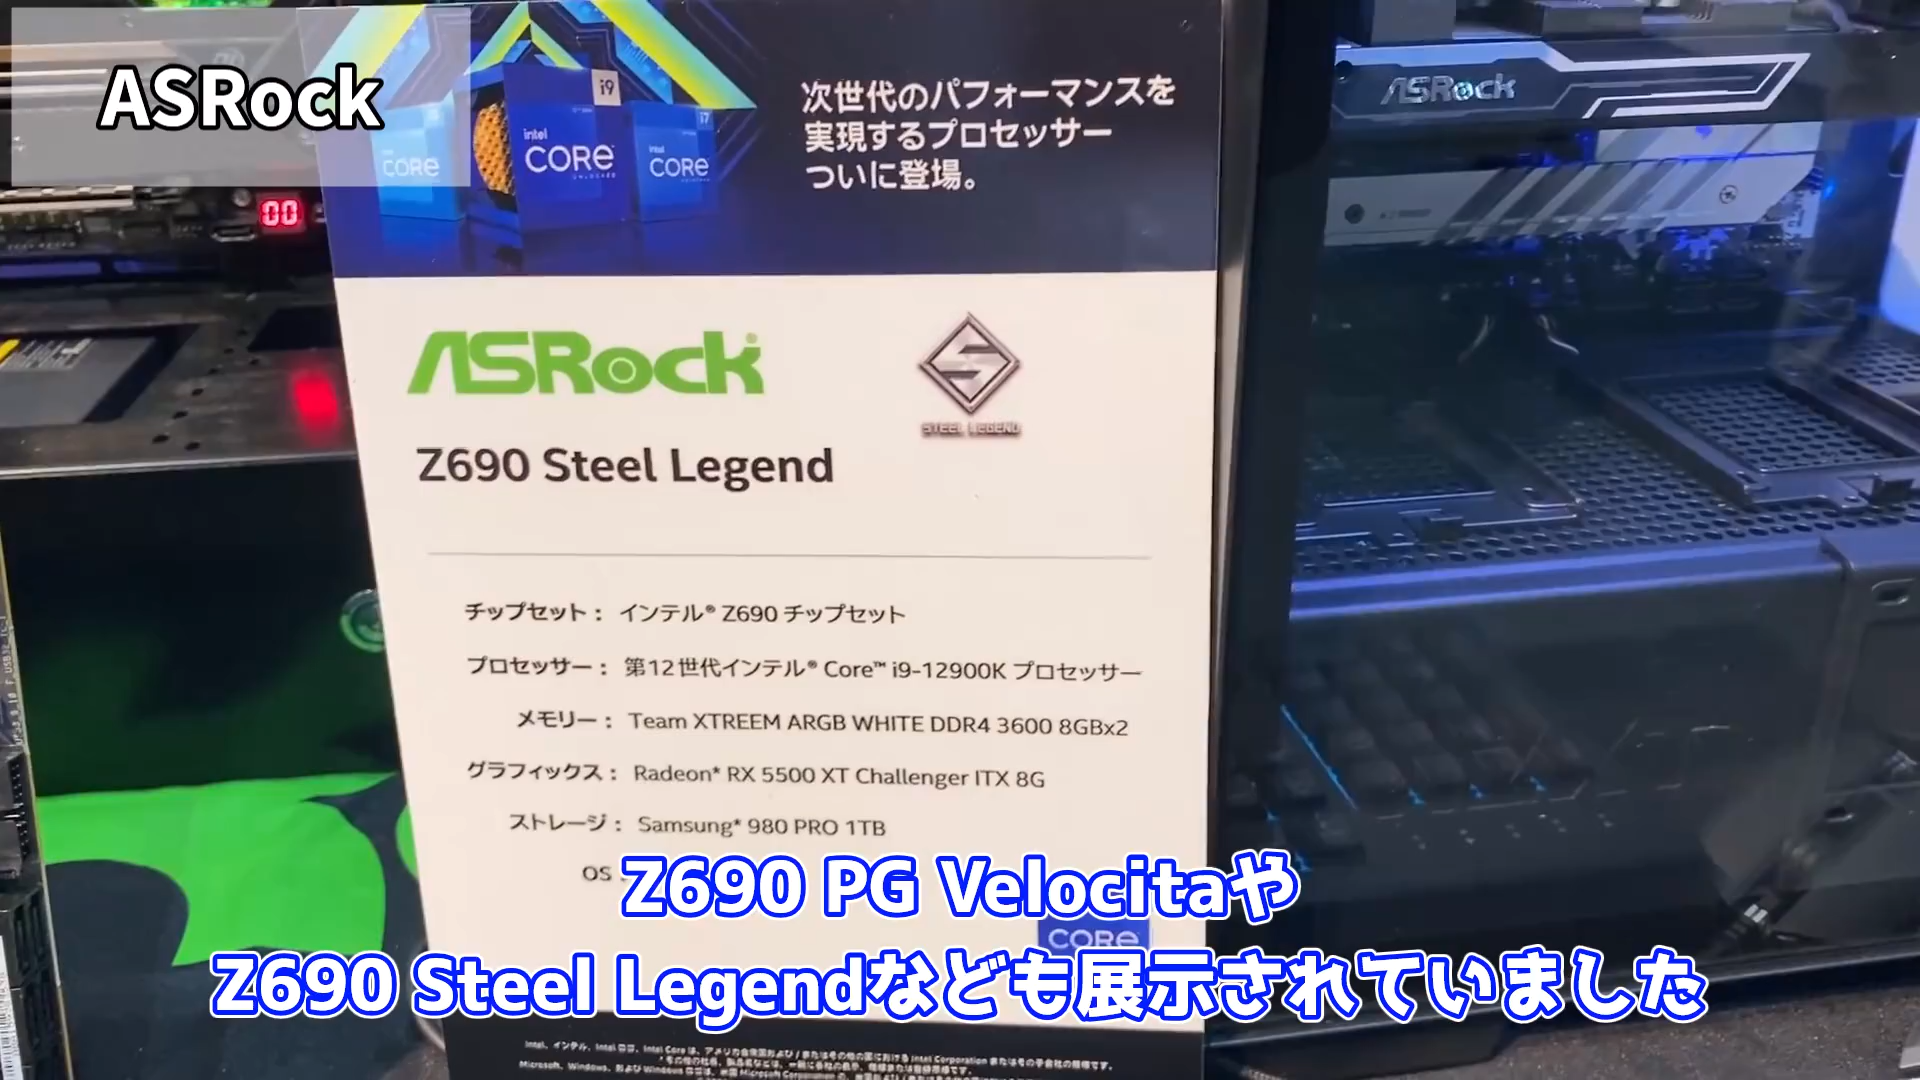 ASRock
i9
i7
intel
CORE
intel
CORE
UNLOCKED
intel
CORE
次世代のパフォーマンスを
実現するプロセッサー
ついに登場。
ASRock
00
ASRock
STEEL LEGEND
Z690 Steel Legend
チップセット： インテル® Z690 チップセット
プロセッサー： 第12世代インテル® Core™ i9-12900K プロセッサー
メモリー： Team XTREEM ARGB WHITE DDR4 3600 8GBx2
グラフィックス： Radeon* RX 5500 XT Challenger ITX 8G
ストレージ： Samsung* 980 PRO 1TB
OS
Z690 PG Velocitaや
CORE
Z690 Steel Legendなども展示されていました